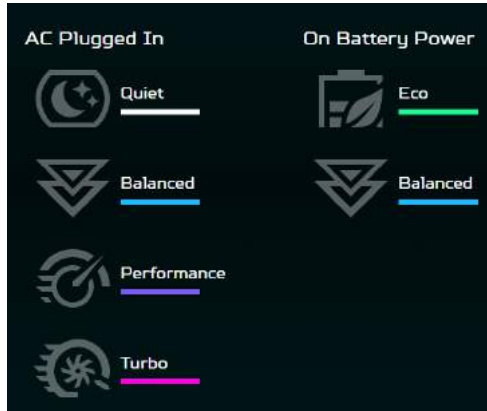 AC Plugged In
Quiet
Balanced
Performance
Turbo
On Battery Power
Eco
Balanced